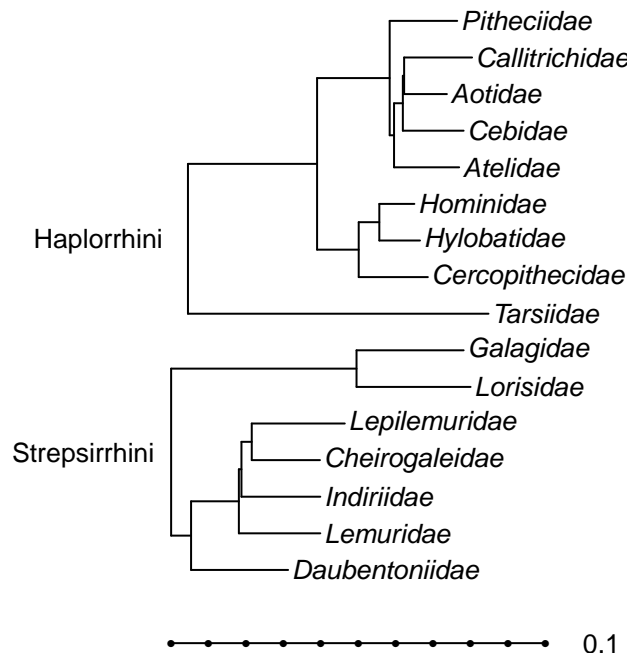 Pitheciidae
Callitrichidae
Aotidae
Cebidae
Atelidae
Hominidae
Haplorrhini
Hylobatidae
Cercopithecidae
Tarsiidae
Galagidae
Lorisidae
Lepilemuridae
Strepsirrhini
Cheirogaleidae
Indiriidae
Lemuridae
Daubentoniidae
0.1